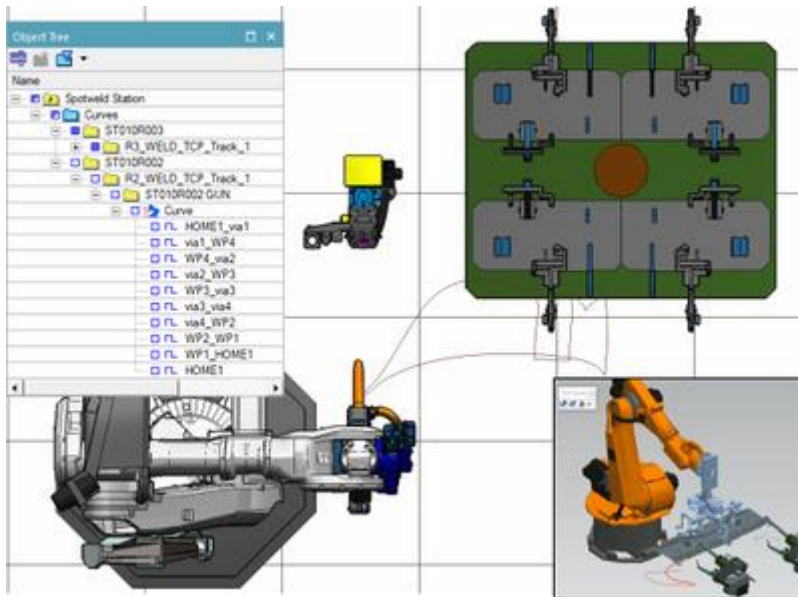 Object Tree
Name
Spotweld Station
Curves
ST010R003
R3_WELD_TCP_Track_1
ST010R002
R2_WELD_TCP_Track_1
ST010R002 GUN
Curve
HOME1_via1
via1_WP4
WP4_via2
via2_WP3
WP3_via3
via3_via4
via4_WP2
WP2_WP1
WP1_HOME1
HOME1